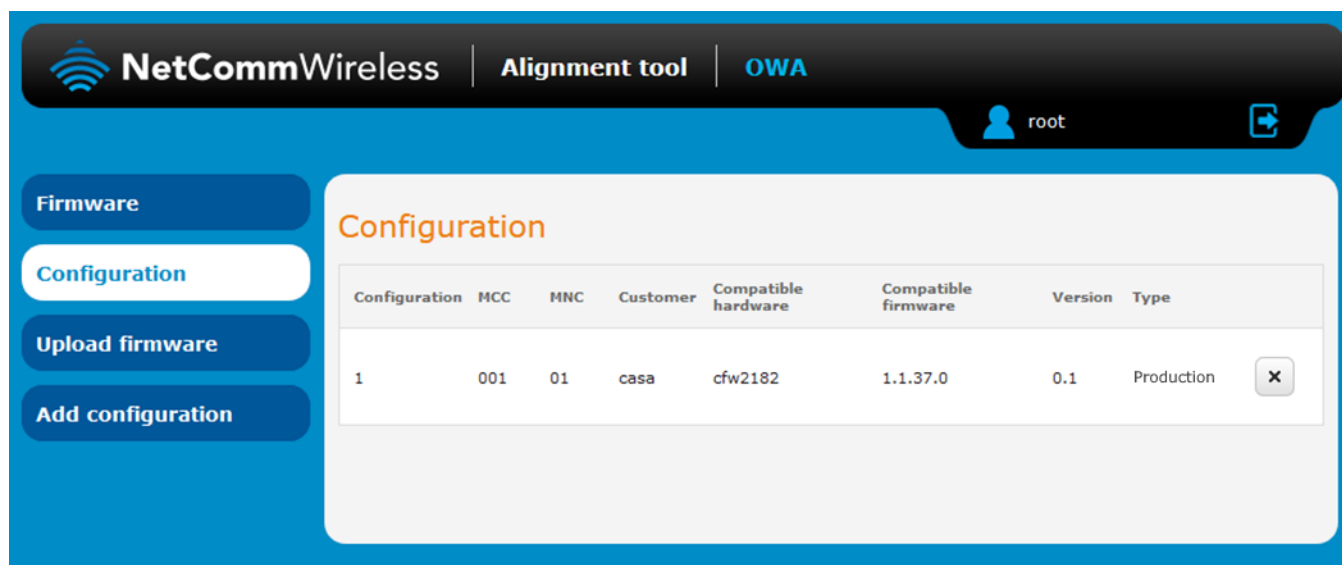 NetCommWireless Alignment tool OWA
root
Firmware
Configuration
Upload firmware
Add configuration
Configuration
Configuration MCC MNC Customer Compatible hardware Compatible firmware Version Type
1 001 01 casa cfw2182 1.1.37.0 0.1 Production